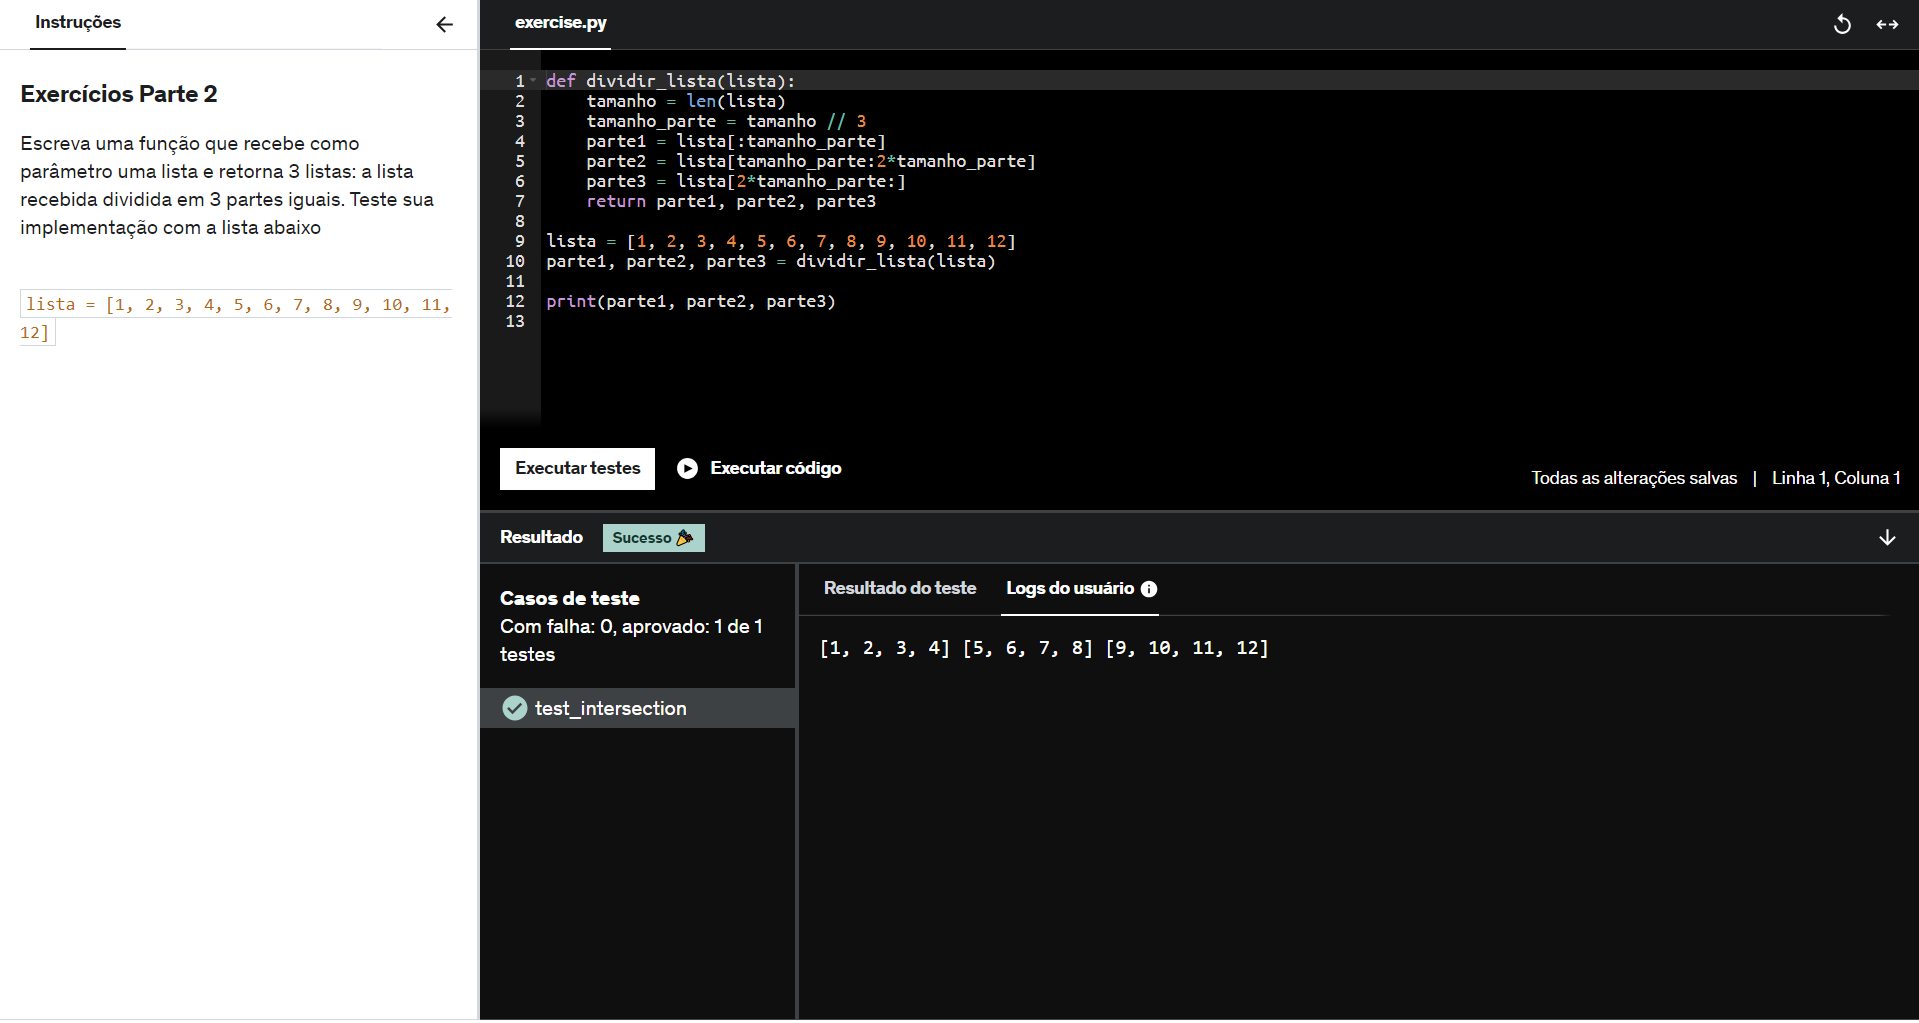 Instruções
Exercícios Parte 2
Escreva uma função que recebe como
parâmetro uma lista e retorna 3 listas: a lista
recebida dividida em 3 partes iguais. Teste sua
implementação com a lista abaixo
lista = [1, 2, 3, 4, 5, 6, 7, 8, 9, 10, 11,
12]
exercise.py
1 def dividir_lista(lista):
2     tamanho = len(lista)
3     tamanho_parte = tamanho // 3
4     parte1 = lista[:tamanho_parte]
5     parte2 = lista[tamanho_parte:2*tamanho_parte]
6     parte3 = lista[2*tamanho_parte:]
7     return parte1, parte2, parte3
8
9 lista = [1, 2, 3, 4, 5, 6, 7, 8, 9, 10, 11, 12]
10 parte1, parte2, parte3 = dividir_lista(lista)
11
12 print(parte1, parte2, parte3)
13
Executar testes Executar código
Todas as alterações salvas | Linha 1, Coluna 1
Resultado Sucesso
Casos de teste
Com falha: 0, aprovado: 1 de 1
testes
test_intersection
Resultado do teste Logs do usuário
[1, 2, 3, 4] [5, 6, 7, 8] [9, 10, 11, 12]